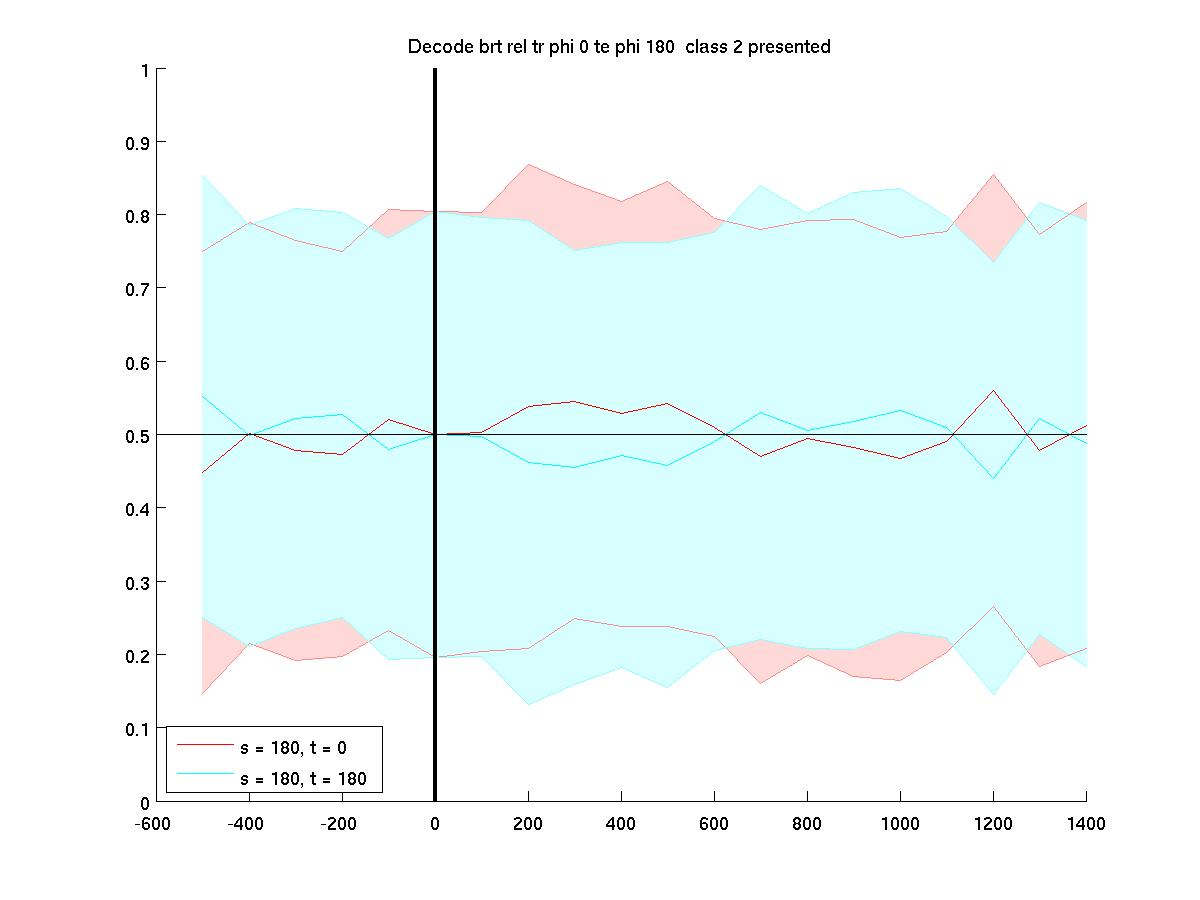 Decode brt rel tr phi 0 te phi 180  class 2 presented
1
0.9
0.8
0.7
0.6
0.5
0.4
0.3
0.2
0.1
0
s = 180, t = 0
s = 180, t = 180
-600 -400 -200 0 200 400 600 800 1000 1200 1400